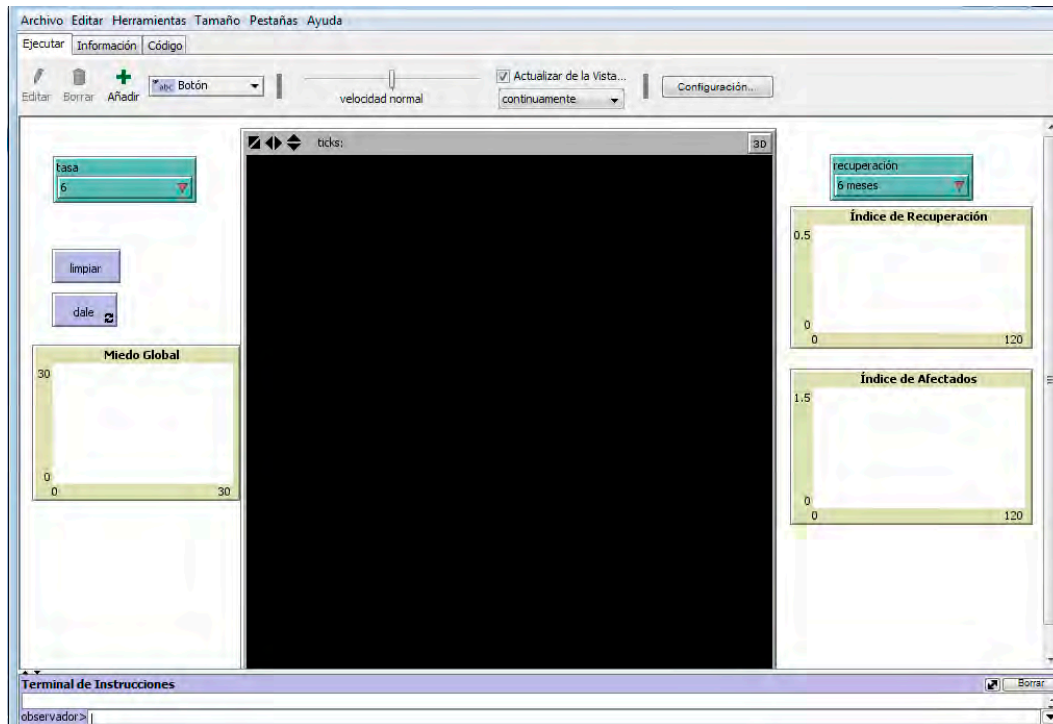 Archivo Editar Herramientas Tamaño Pestañas Ayuda
Ejecutar Información Código
Editar Borrar Añadir
abc Botón
velocidad normal
Actualizar de la Vista...
continuamente
Configuración..
tasa
6
limpiar
dale
Miedo Global
30
0
0 30
ticks:
3D
recuperación
6 meses
Índice de Recuperación
0.5
0
0 120
Índice de Afectados
1.5
0
0 120
Terminal de Instrucciones
Borrar
observador>